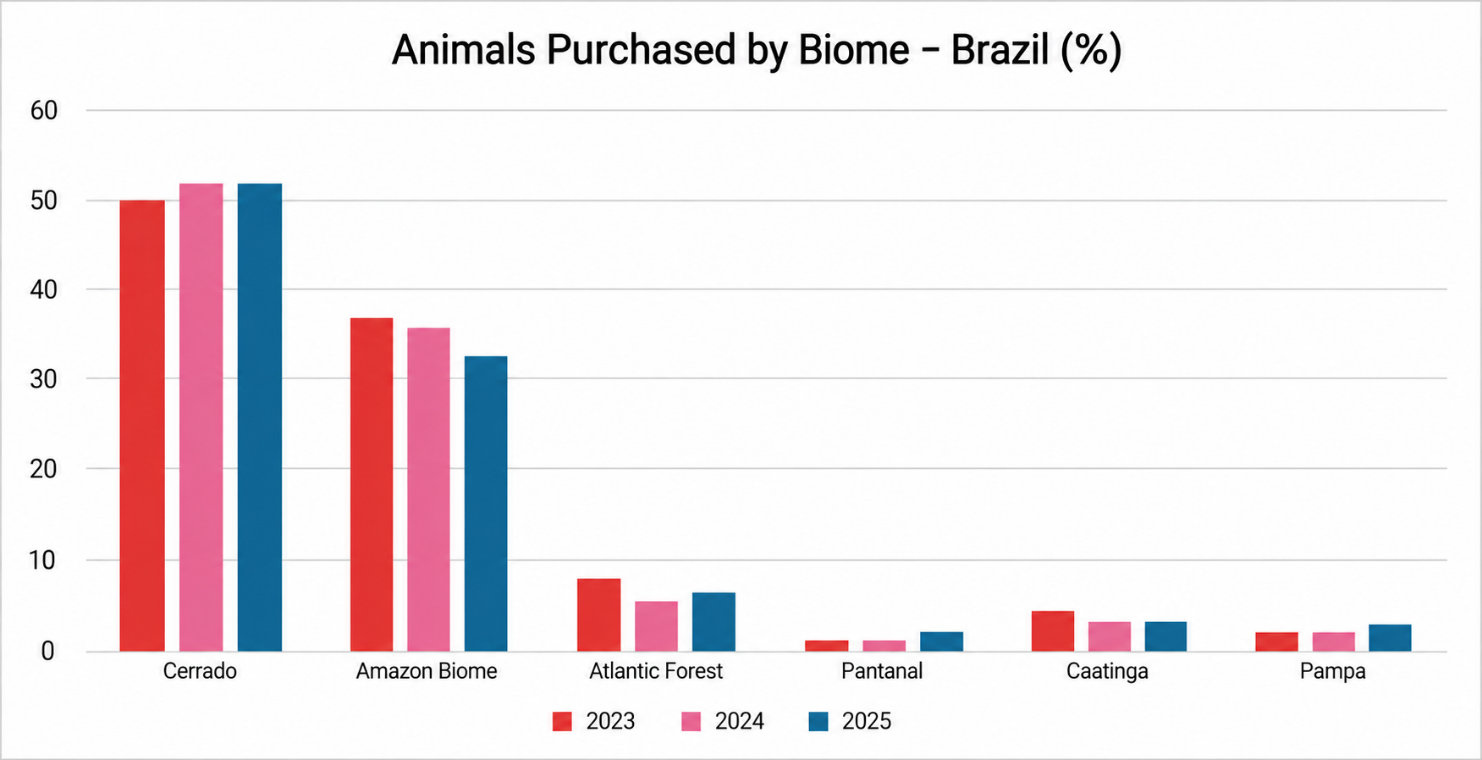 Animals Purchased by Biome – Brazil (%)
60
50
40
30
20
10
0
Cerrado Amazon Biome Atlantic Forest Pantanal Caatinga Pampa
2023 2024 2025